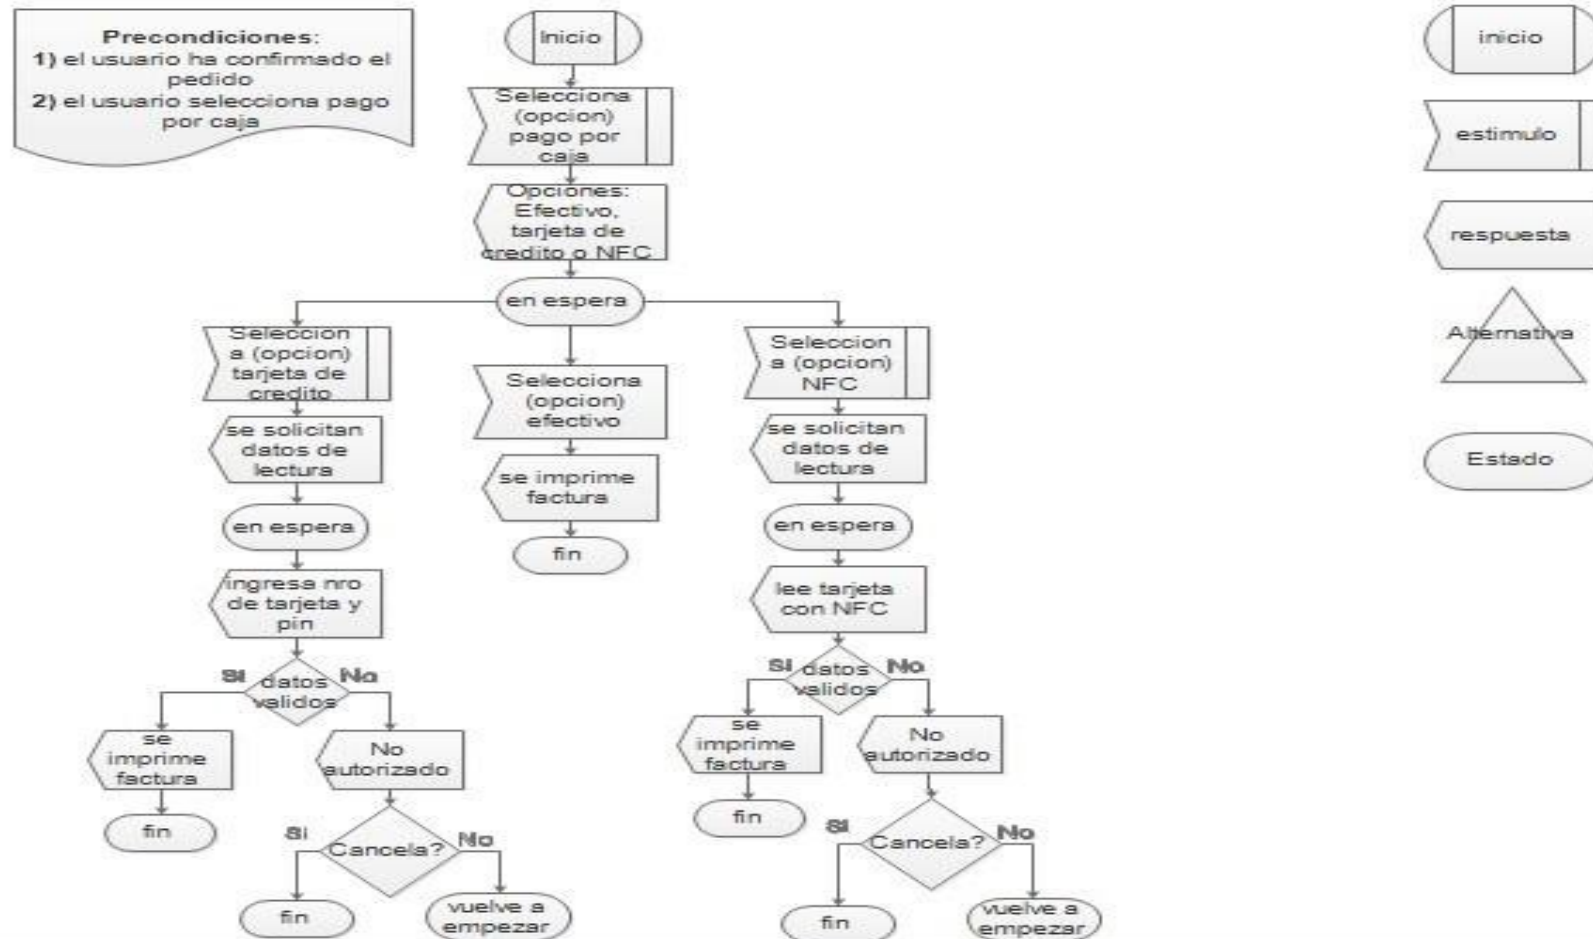 Precondiciones:
1) el usuario ha confirmado el
pedido
2) el usuario selecciona pago
por caja
Inicio
Selecciona
(opcion)
pago por
caja
Opciones:
Efectivo,
tarjeta de
credito o NFC
en espera
Seleccion
a (opcion)
tarjeta de
credito
se solicitan
datos de
lectura
en espera
ingresa nro
de tarjeta y
pin
Si
datos
validos
No
se
imprime
factura
fin
No
autorizado
Si
Cancela?
No
fin
vuelve a
empezar
Selecciona
(opcion)
efectivo
se imprime
factura
fin
Seleccion
a (opcion)
NFC
se solicitan
datos de
lectura
en espera
lee tarjeta
con NFC
Si
datos
validos
No
se
imprime
factura
fin
No
autorizado
Si
Cancela?
No
fin
vuelve a
empezar
inicio
estimulo
respuesta
Alternativa
Estado